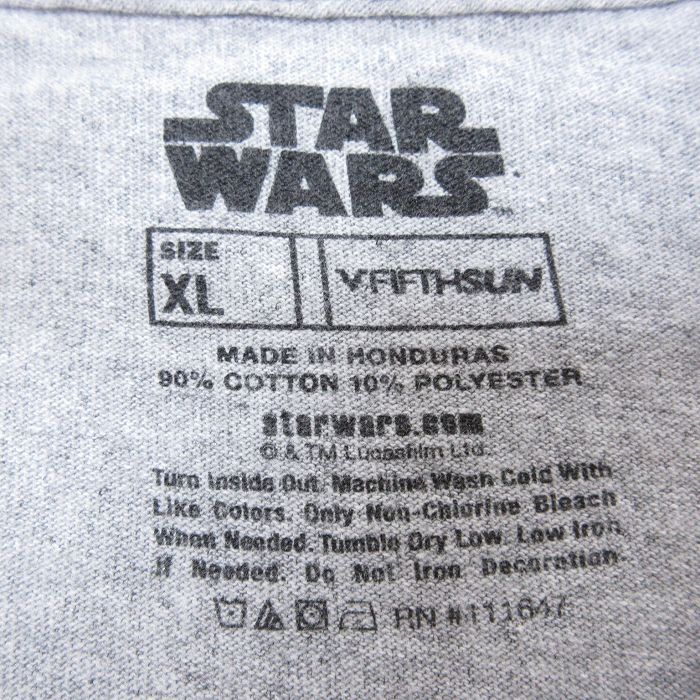 STAR
WARS™
SIZE
XL
V.FIFTHSUN
MADE IN HONDURAS
90% COTTON 10% POLYESTER
starwars.com
© & TM Lucasfilm Ltd.
Turn Inside Out. Machine Wash Cold With
Like Colors. Only Non-Chlorine Bleach
When Needed. Tumble Dry Low. Low Iron
If Needed. Do Not Iron Decoration.
RN #111647